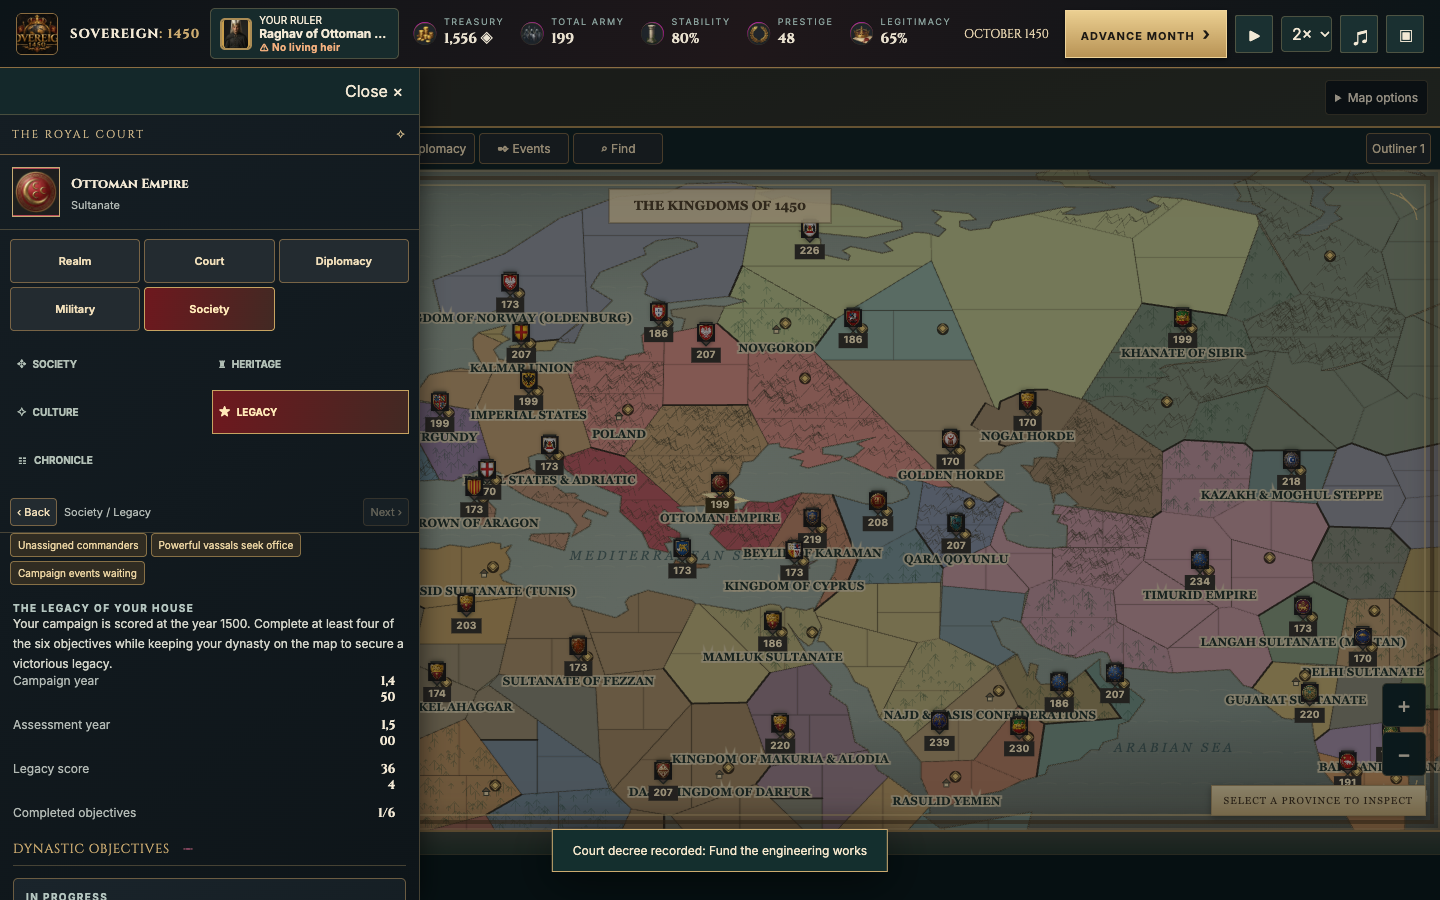 SOVEREIGN: 1450
YOUR RULER
Raghav of Ottoman ...
⚠ No living heir
TREASURY
1,556
TOTAL ARMY
199
STABILITY
80%
PRESTIGE
48
LEGITIMACY
65%
OCTOBER 1450
ADVANCE MONTH ›
2×
Close ×
Map options
THE ROYAL COURT
plomacy
Events
Find
Outliner 1
OTTOMAN EMPIRE
Sultanate
Realm
Court
Diplomacy
Military
Society
SOCIETY
HERITAGE
CULTURE
LEGACY
CHRONICLE
‹ Back
Society / Legacy
Next ›
Unassigned commanders
Powerful vassals seek office
Campaign events waiting
THE LEGACY OF YOUR HOUSE
Your campaign is scored at the year 1500. Complete at least four of
the six objectives while keeping your dynasty on the map to secure a
victorious legacy.
Campaign year
1,4
50
Assessment year
1,5
00
Legacy score
36
4
Completed objectives
1/6
DYNASTIC OBJECTIVES
IN PROGRESS
THE KINGDOMS OF 1450
226
173
GDOM OF NORWAY (OLDENBURG)
186
207
186
NOVGOROD
199
KHANATE OF SIBIR
207
KALMAR UNION
199
IMPERIAL STATES
199
RGUNDY
POLAND
170
NOGAI HORDE
170
GOLDEN HORDE
173
L STATES & ADRIATIC
70
173
ROWN OF ARAGON
199
OTTOMAN EMPIRE
208
218
KAZAKH & MOGHUL STEPPE
219
BEYLI OF KARAMAN
207
QARA QOYUNLU
MEDITERRANEAN S
173
173
KINGDOM OF CYPRUS
234
TIMURID EMPIRE
SID SULTANATE (TUNIS)
203
186
MAMLUK SULTANATE
173
LANGAH SULTANATE (M TAN)
170
DELHI SULTANATE
173
SULTANATE OF FEZZAN
174
KEL AHAGGAR
207
186
NAJD & OASIS CONFEDERATIONS
GUJARAT SULTANATE
220
239
230
220
KINGDOM OF MAKURIA & ALODIA
ARABIAN SEA
207
DA INGDOM OF DARFUR
RASULID YEMEN
191
+
−
SELECT A PROVINCE TO INSPECT
Court decree recorded: Fund the engineering works